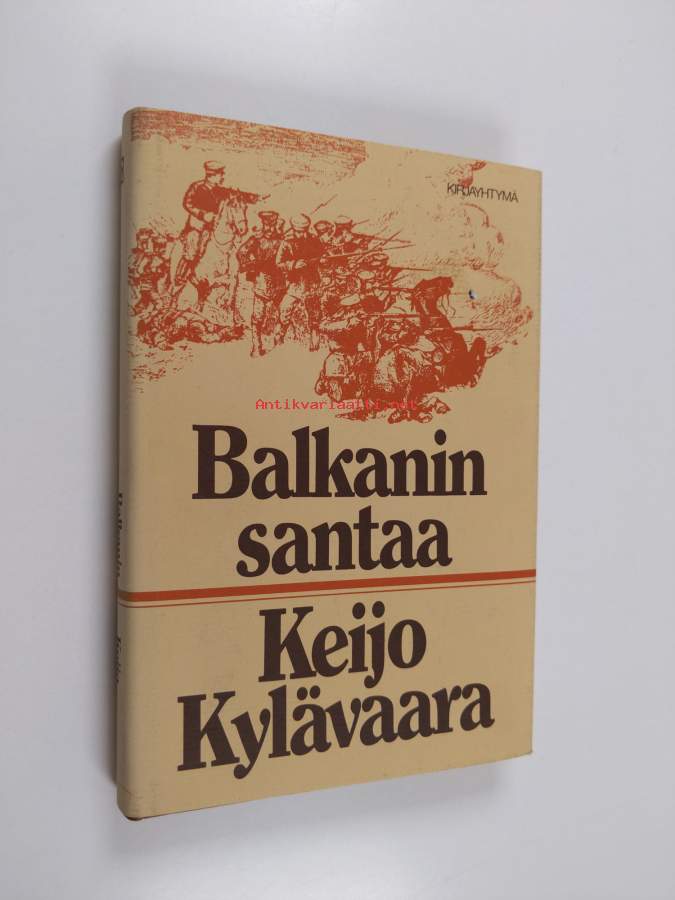 KIRJAYHTYMÄ
Antikvariaatti.net
Balkanin
santaa
Keijo
Kylävaara